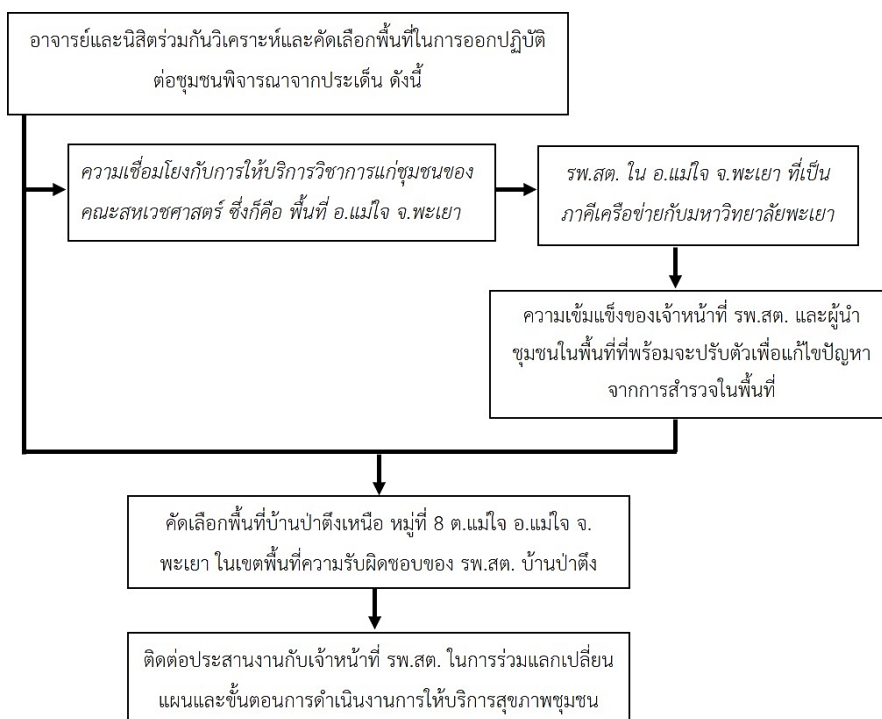 อาจารย์และนิสิตร่วมกันวิเคราะห์และคัดเลือกพื้นที่ในการออกปฏิบัติ
ต่อชุมชนพิจารณาจากประเด็น ดังนี้
ความเชื่อมโยงกับการให้บริการวิชาการแก่ชุมชนของ
คณะสหเวชศาสตร์ ซึ่งก็คือ พื้นที่ อ.แม่ใจ จ.พะเยา
รพ.สต. ใน อ.แม่ใจ จ.พะเยา ที่เป็น
ภาคีเครือข่ายกับมหาวิทยาลัยพะเยา
ความเข้มแข็งของเจ้าหน้าที่ รพ.สต. และผู้นำ
ชุมชนในพื้นที่ที่พร้อมจะปรับตัวเพื่อแก้ไขปัญหา
จากการสำรวจในพื้นที่
คัดเลือกพื้นที่บ้านป่าตึงเหนือ หมู่ที่ 8 ต.แม่ใจ อ.แม่ใจ จ.
พะเยา ในเขตพื้นที่ความรับผิดชอบของ รพ.สต. บ้านป่าตึง
ติดต่อประสานงานกับเจ้าหน้าที่ รพ.สต. ในการร่วมแลกเปลี่ยน
แผนและขั้นตอนการดำเนินงานการให้บริการสุขภาพชุมชน